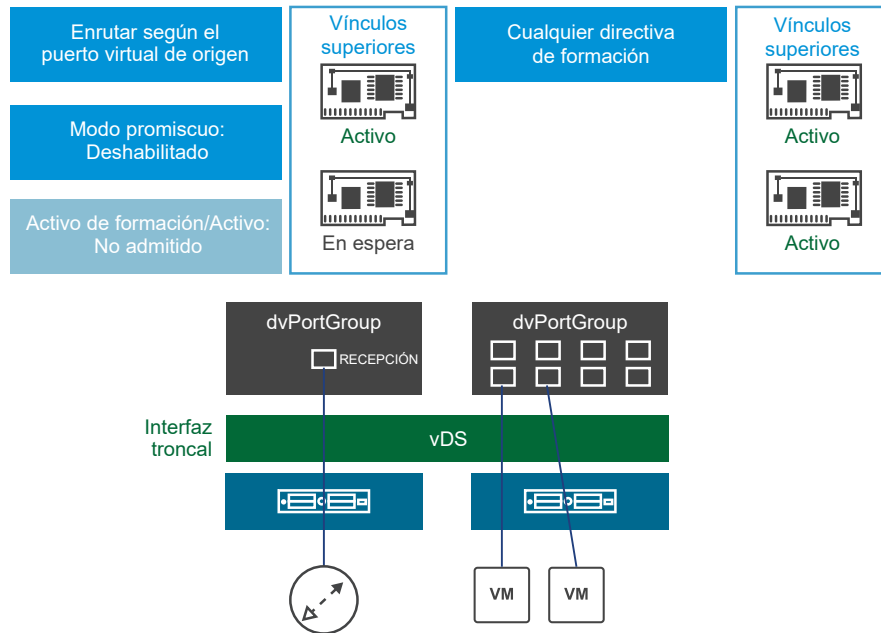 Enrutar según el
puerto virtual de origen
Modo promiscuo:
Deshabilitado
Activo de formación/Activo:
No admitido
Vínculos
superiores
Activo
En espera
Cualquier directiva
de formación
Vínculos
superiores
Activo
Activo
dvPortGroup
RECEPCIÓN
dvPortGroup
Interfaz
troncal
vDS
VM
VM